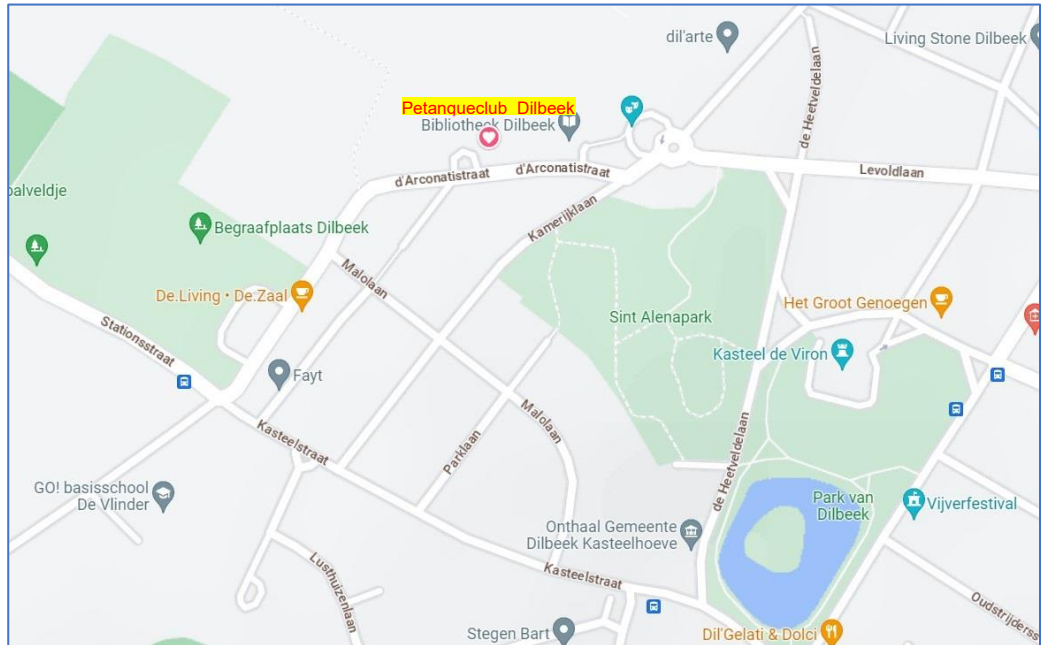 dil'arte
Living Stone Dilbeek
Petanqueclub Dilbeek
Bibliotheek Dilbeek
de Heetveldelaan
d'Arconatistraat
d'Arconatistraat
Levoldlaan
Kamerijklaan
Begraafplaats Dilbeek
Malolaan
De.Living • De.Zaal
Sint Alenapark
Het Groot Genoegen
Stationsstraat
Kasteel de Viron
Fayt
Malolaan
Kasteelstraat
Parklaan
de Heetveldelaan
GO! basisschool
De Vlinder
Park van
Dilbeek
Vijverfestival
Onthaal Gemeente
Dilbeek Kasteelhoeve
Lusthuizenlaan
Kasteelstraat
Stegen Bart
Dil'Gelati & Dolci